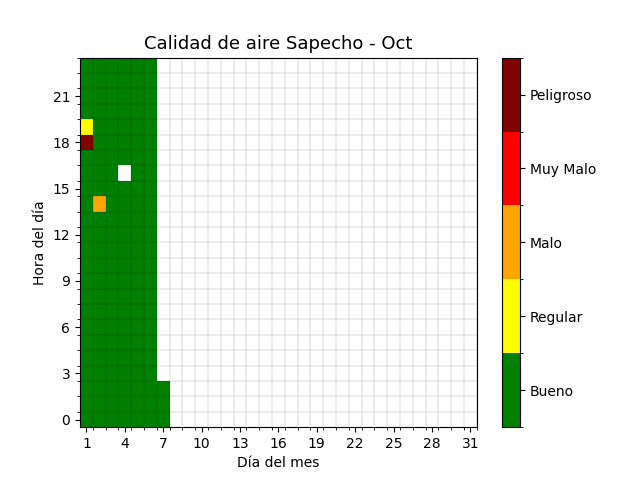 Calidad de aire Sapecho - Oct
Hora del día
21
18
15
12
9
6
3
0
1 4 7 10 13 16 19 22 25 28 31
Día del mes
Peligroso
Muy Malo
Malo
Regular
Bueno